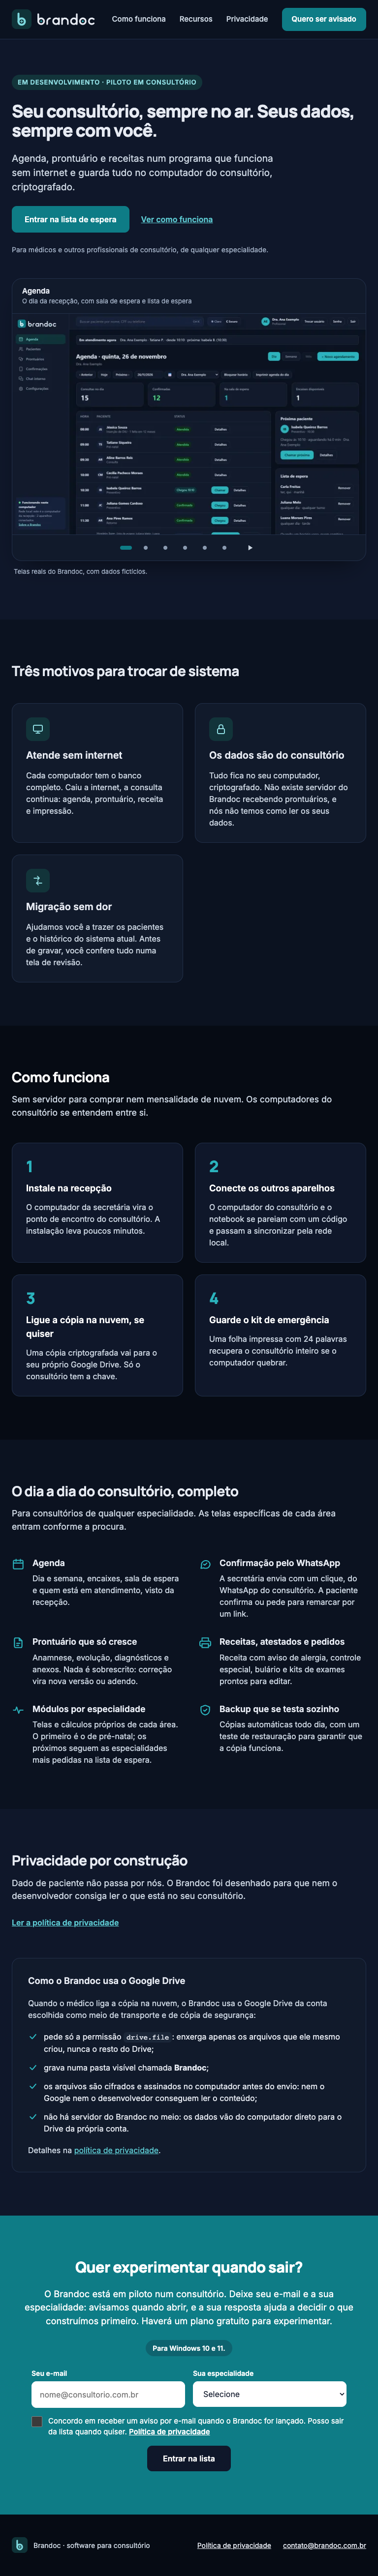 brandoc
Como funciona
Recursos
Privacidade
Quero ser avisado
EM DESENVOLVIMENTO · PILOTO EM CONSULTÓRIO
Seu consultório, sempre no ar. Seus dados,
sempre com você.
Agenda, prontuário e receitas num programa que funciona
sem internet e guarda tudo no computador do consultório,
criptografado.
Entrar na lista de espera
Ver como funciona
Para médicos e outros profissionais de consultório, de qualquer especialidade.
Agenda
O dia da recepção, com sala de espera e lista de espera
brandoc
Agenda
Pacientes
Prontuários
Confirmações
Chat interno
Configurações
Agenda · quinta, 26 de novembro
15
12
1
1
Próxima paciente
Lista de espera
Telas reais do Brandoc, com dados fictícios.
Três motivos para trocar de sistema
Atende sem internet
Cada computador tem o banco
completo. Caiu a internet, a consulta
continua: agenda, prontuário, receita
e impressão.
Os dados são do consultório
Tudo fica no seu computador,
criptografado. Não existe servidor do
Brandoc recebendo prontuários, e
nós não temos como ler os seus
dados.
Migração sem dor
Ajudamos você a trazer os pacientes
e o histórico do sistema atual. Antes
de gravar, você confere tudo numa
tela de revisão.
Como funciona
Sem servidor para comprar nem mensalidade de nuvem. Os computadores do
consultório se entendem entre si.
1
Instale na recepção
O computador da secretária vira o
ponto de encontro do consultório. A
instalação leva poucos minutos.
2
Conecte os outros aparelhos
O computador do consultório e o
notebook se pareiam com um código
e passam a sincronizar pela rede
local.
3
Ligue a cópia na nuvem, se
quiser
Uma cópia criptografada vai para o
seu próprio Google Drive. Só o
consultório tem a chave.
4
Guarde o kit de emergência
Uma folha impressa com 24 palavras
recupera o consultório inteiro se o
computador quebrar.
O dia a dia do consultório, completo
Para consultórios de qualquer especialidade. As telas específicas de cada área
entram conforme a procura.
Agenda
Dia e semana, encaixes, sala de espera
e quem está em atendimento, visto da
recepção.
Confirmação pelo WhatsApp
A secretária envia com um clique, do
WhatsApp do consultório. A paciente
confirma ou pede para remarcar por
um link.
Prontuário que só cresce
Anamnese, evolução, diagnósticos e
anexos. Nada é sobrescrito: correção
vira nova versão ou adendo.
Receitas, atestados e pedidos
Receita com aviso de alergia, controle
especial, bulário e kits de exames
prontos para editar.
Módulos por especialidade
Telas e cálculos próprios de cada área.
O primeiro é o de pré-natal; os
próximos seguem as especialidades
mais pedidas na lista de espera.
Backup que se testa sozinho
Cópias automáticas todo dia, com um
teste de restauração para garantir que
a cópia funciona.
Privacidade por construção
Dado de paciente não passa por nós. O Brandoc foi desenhado para que nem o
desenvolvedor consiga ler o que está no seu consultório.
Ler a política de privacidade
Como o Brandoc usa o Google Drive
Quando o médico liga a cópia na nuvem, o Brandoc usa o Google Drive da conta
escolhida como meio de transporte e de cópia de segurança:
pede só a permissão drive.file: enxerga apenas os arquivos que ele mesmo
criou, nunca o resto do Drive;
grava numa pasta visível chamada Brandoc;
os arquivos são cifrados e assinados no computador antes do envio: nem o
Google nem o desenvolvedor conseguem ler o conteúdo;
não há servidor do Brandoc no meio: os dados vão do computador direto para o
Drive da própria conta.
Detalhes na política de privacidade.
Quer experimentar quando sair?
O Brandoc está em piloto num consultório. Deixe seu e-mail e a sua
especialidade: avisamos quando abrir, e a sua resposta ajuda a decidir o que
construímos primeiro. Haverá um plano gratuito para experimentar.
Para Windows 10 e 11.
Seu e-mail
Sua especialidade
nome@consultorio.com.br
Selecione
Concordo em receber um aviso por e-mail quando o Brandoc for lançado. Posso sair
da lista quando quiser. Política de privacidade
Entrar na lista
Brandoc · software para consultório
Política de privacidade
contato@brandoc.com.br